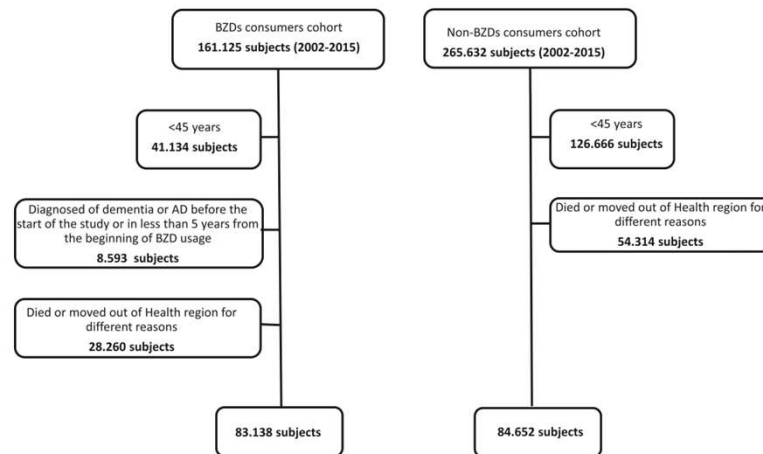 BZDs consumers cohort
161.125 subjects (2002-2015)
<45 years
41.134 subjects
Diagnosed of dementia or AD before the
start of the study or in less than 5 years from
the beginning of BZD usage
8.593 subjects
Died or moved out of Health region for
different reasons
28.260 subjects
83.138 subjects
Non-BZDs consumers cohort
265.632 subjects (2002-2015)
<45 years
126.666 subjects
Died or moved out of Health region for
different reasons
54.314 subjects
84.652 subjects